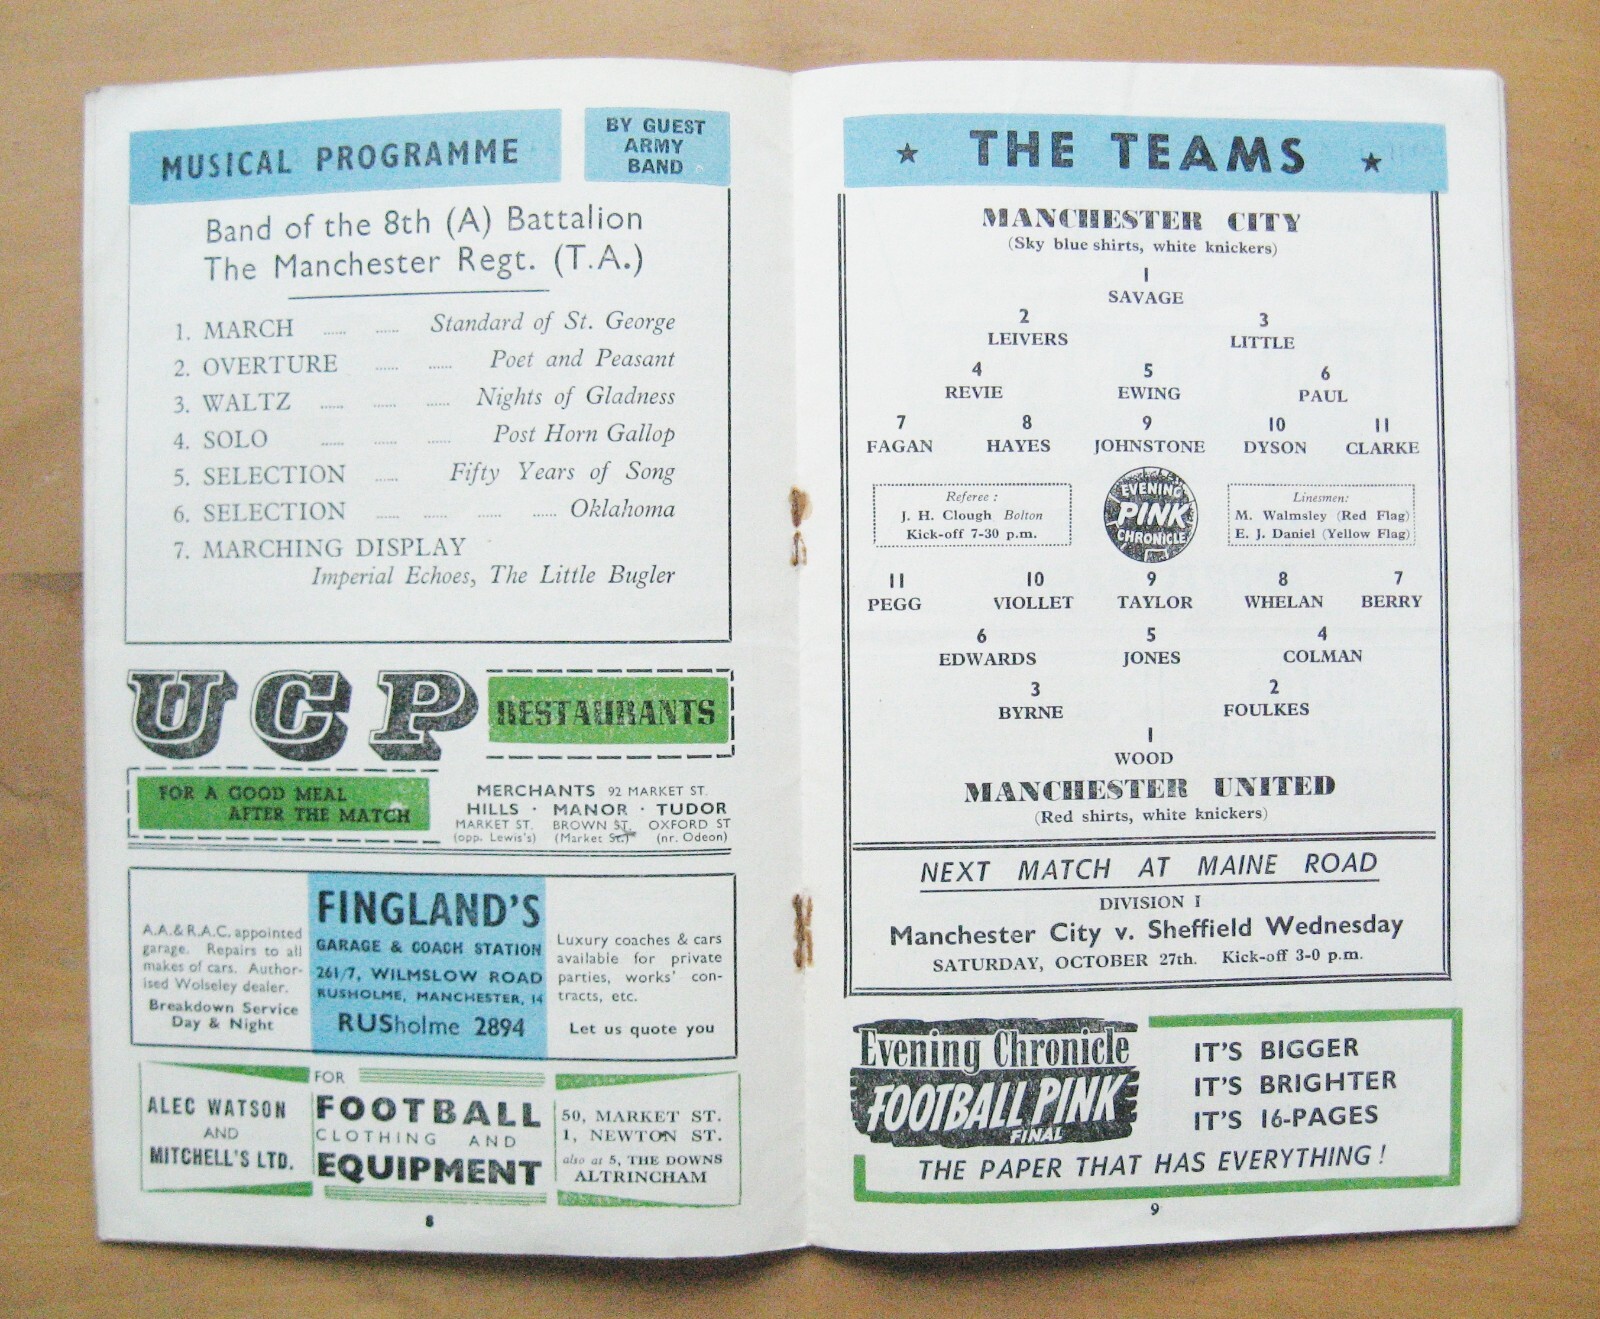 MUSICAL PROGRAMME
BY GUEST
ARMY
BAND
Band of the 8th (A) Battalion
The Manchester Regt. (T.A.)
1. MARCH ...... ...... Standard of St. George
2. OVERTURE ...... ...... Poet and Peasant
3. WALTZ ...... ...... ...... Nights of Gladness
4. SOLO ...... ...... ...... Post Horn Gallop
5. SELECTION ...... Fifty Years of Song
6. SELECTION ...... ...... ...... ...... Oklahoma
7. MARCHING DISPLAY
Imperial Echoes, The Little Bugler
UCP RESTAURANTS
FOR A GOOD MEAL
AFTER THE MATCH
MERCHANTS 92 MARKET ST.
HILLS · MANOR · TUDOR
MARKET ST. BROWN ST. OXFORD ST
(opp. Lewis's) (Market St.) (nr. Odeon)
A.A. & R.A.C. appointed
garage. Repairs to all
makes of cars. Author-
ised Wolseley dealer.
Breakdown Service
Day & Night
FINGLAND'S
GARAGE & COACH STATION
261/7, WILMSLOW ROAD
RUSHOLME, MANCHESTER, 14
RUSholme 2894
Luxury coaches & cars
available for private
parties, works' con-
tracts, etc.
Let us quote you
ALEC WATSON
AND
MITCHELL'S LTD.
FOR
FOOTBALL
CLOTHING AND
EQUIPMENT
50, MARKET ST.
1, NEWTON ST.
also at 5, THE DOWNS
ALTRINCHAM
8
★ THE TEAMS ★
MANCHESTER CITY
(Sky blue shirts, white knickers)
1
SAVAGE
2 3
LEIVERS LITTLE
4 5 6
REVIE EWING PAUL
7 8 9 10 11
FAGAN HAYES JOHNSTONE DYSON CLARKE
Referee :
J. H. Clough Bolton
Kick-off 7-30 p.m.
EVENING
PINK
CHRONICLE
Linesmen:
M. Walmsley (Red Flag)
E. J. Daniel (Yellow Flag)
11 10 9 8 7
PEGG VIOLLET TAYLOR WHELAN BERRY
6 5 4
EDWARDS JONES COLMAN
3 2
BYRNE FOULKES
1
WOOD
MANCHESTER UNITED
(Red shirts, white knickers)
NEXT MATCH AT MAINE ROAD
DIVISION I
Manchester City v. Sheffield Wednesday
SATURDAY, OCTOBER 27th. Kick-off 3-0 p.m.
Evening Chronicle
FOOTBALL PINK
FINAL
IT'S BIGGER
IT'S BRIGHTER
IT'S 16-PAGES
THE PAPER THAT HAS EVERYTHING!
9